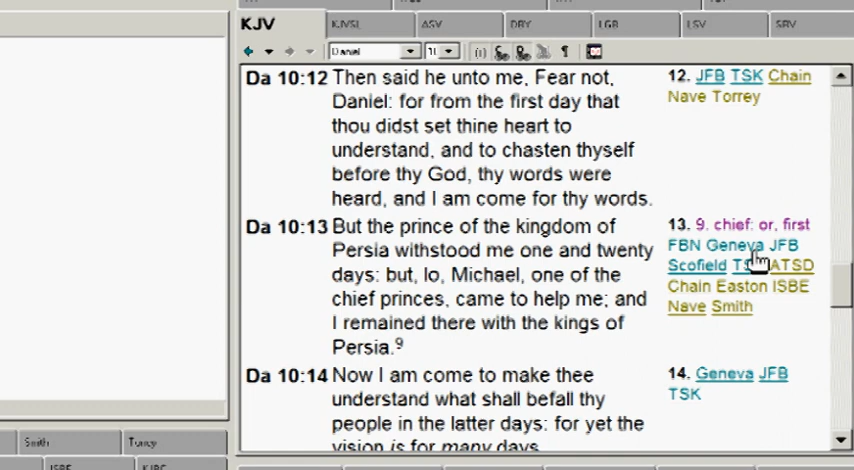 KJV KJVSL ASV DBY LGB LSV SRV
Daniel
Da 10:12 Then said he unto me, Fear not,
Daniel: for from the first day that
thou didst set thine heart to
understand, and to chasten thyself
before thy God, thy words were
heard, and I am come for thy words.
12. JFB TSK Chain
Nave Torrey
Da 10:13 But the prince of the kingdom of
Persia withstood me one and twenty
days: but, lo, Michael, one of the
chief princes, came to help me; and
I remained there with the kings of
Persia.9
13. 9. chief: or, first
FBN Geneva JFB
Scofield ATSD
Chain Easton ISBE
Nave Smith
Da 10:14 Now I am come to make thee
understand what shall befall thy
people in the latter days: for yet the
vision is for many days.
14. Geneva JFB
TSK
Smith Torrey
ISBE